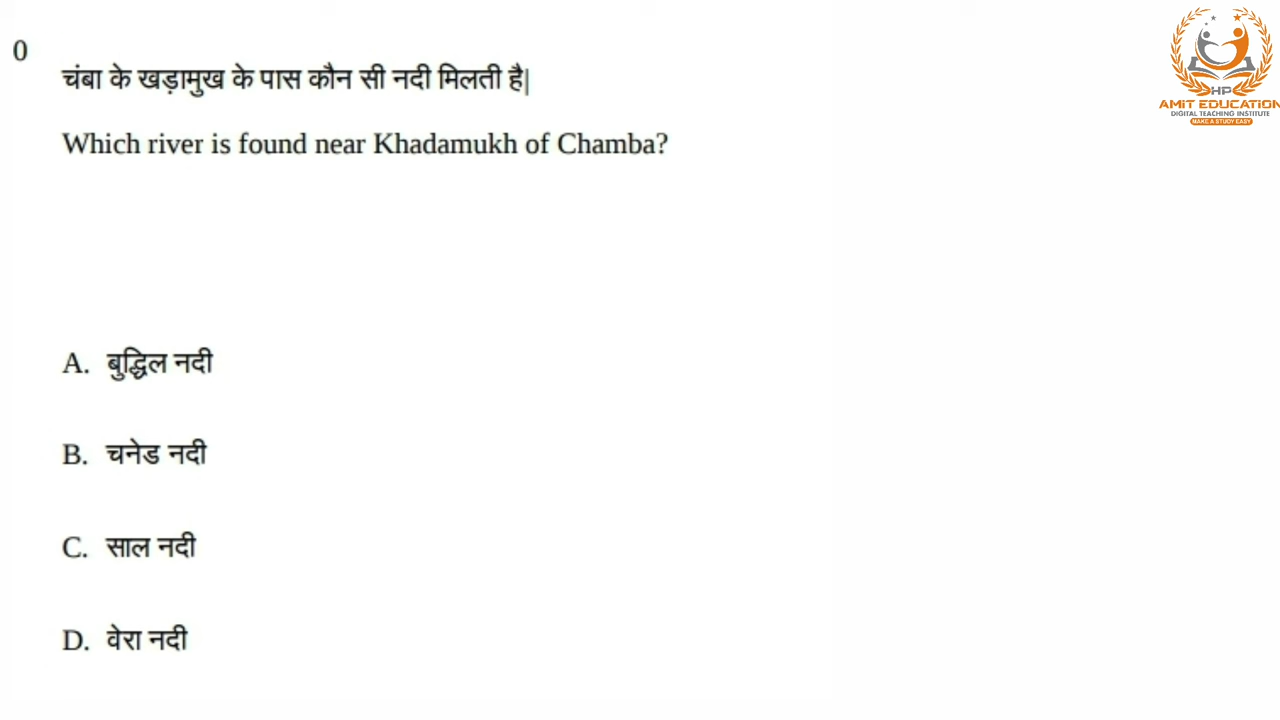 0
चंबा के खड़ामुख के पास कौन सी नदी मिलती है|
Which river is found near Khadamukh of Chamba?
A. बुद्धिल नदी
B. चनेड नदी
C. साल नदी
D. वेरा नदी
HP
AMIT EDUCATION
DIGITAL TEACHING INSTITUTE
MAKE A STUDY EASY